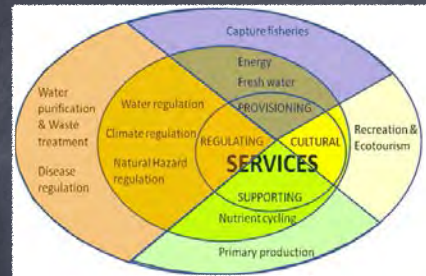 Capture fisheries
Energy
Fresh water
PROVISIONING
Water
purification
& Waste
treatment
Disease
regulation
Water regulation
Climate regulation
Natural Hazard
regulation
REGULATING
CULTURAL
SERVICES
Recreation &
Ecotourism
SUPPORTING
Nutrient cycling
Primary production